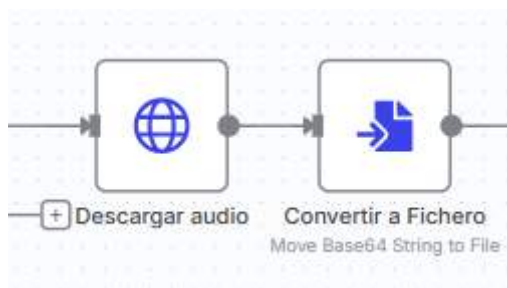 Descargar audio
Convertir a Fichero
Move Base64 String to File